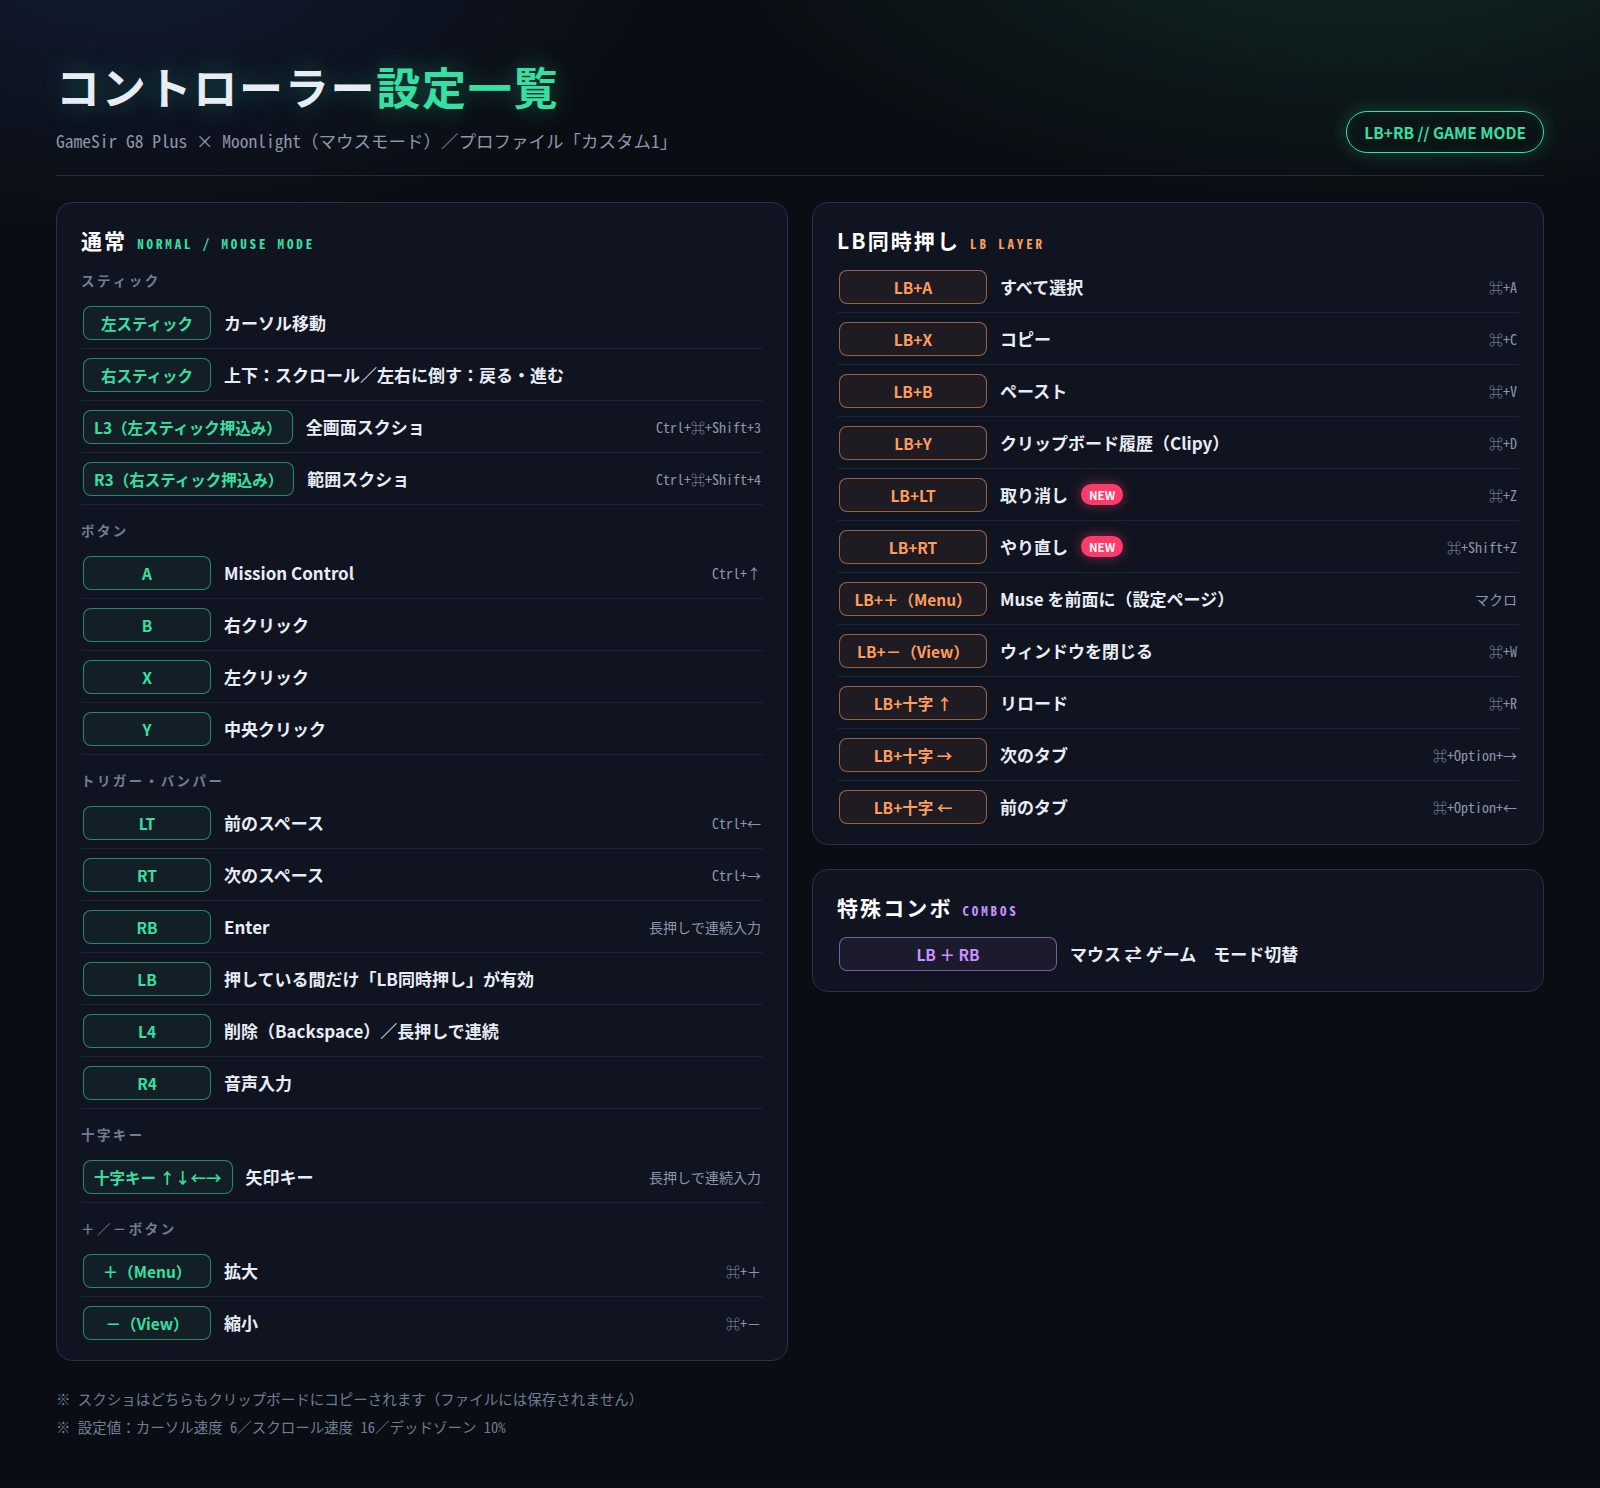 コントローラー設定一覧
GameSir G8 Plus × Moonlight（マウスモード）／プロファイル「カスタム1」
LB+RB // GAME MODE
通常 NORMAL / MOUSE MODE
スティック
左スティック カーソル移動
右スティック 上下：スクロール／左右に倒す：戻る・進む
L3（左スティック押込み） 全画面スクショ Ctrl+⌘+Shift+3
R3（右スティック押込み） 範囲スクショ Ctrl+⌘+Shift+4
ボタン
A Mission Control Ctrl+↑
B 右クリック
X 左クリック
Y 中央クリック
トリガー・バンパー
LT 前のスペース Ctrl+←
RT 次のスペース Ctrl+→
RB Enter 長押しで連続入力
LB 押している間だけ「LB同時押し」が有効
L4 削除（Backspace）／長押しで連続
R4 音声入力
十字キー
十字キー ↑↓←→ 矢印キー 長押しで連続入力
＋／－ボタン
＋（Menu） 拡大 ⌘+＋
－（View） 縮小 ⌘+－
LB同時押し LB LAYER
LB+A すべて選択 ⌘+A
LB+X コピー ⌘+C
LB+B ペースト ⌘+V
LB+Y クリップボード履歴（Clipy） ⌘+D
LB+LT 取り消し NEW ⌘+Z
LB+RT やり直し NEW ⌘+Shift+Z
LB+＋（Menu） Muse を前面に（設定ページ） マクロ
LB+－（View） ウィンドウを閉じる ⌘+W
LB+十字 ↑ リロード ⌘+R
LB+十字 → 次のタブ ⌘+Option+→
LB+十字 ← 前のタブ ⌘+Option+←
特殊コンボ COMBOS
LB ＋ RB マウス ⇄ ゲーム　モード切替
※ スクショはどちらもクリップボードにコピーされます（ファイルには保存されません）
※ 設定値：カーソル速度 6／スクロール速度 16／デッドゾーン 10%